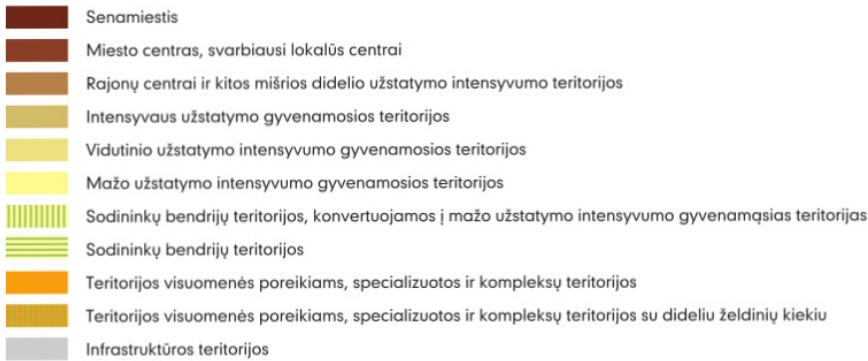 Senamiestis
Miesto centras, svarbiausi lokalūs centrai
Rajonų centrai ir kitos mišrios didelio užstatymo intensyvumo teritorijos
Intensyvaus užstatymo gyvenamosios teritorijos
Vidutinio užstatymo intensyvumo gyvenamosios teritorijos
Mažo užstatymo intensyvumo gyvenamosios teritorijos
Sodininkų bendrijų teritorijos, konvertuojamos į mažo užstatymo intensyvumo gyvenamąsias teritorijas
Sodininkų bendrijų teritorijos
Teritorijos visuomenės poreikiams, specializuotos ir kompleksų teritorijos
Teritorijos visuomenės poreikiams, specializuotos ir kompleksų teritorijos su dideliu želdinių kiekiu
Infrastruktūros teritorijos